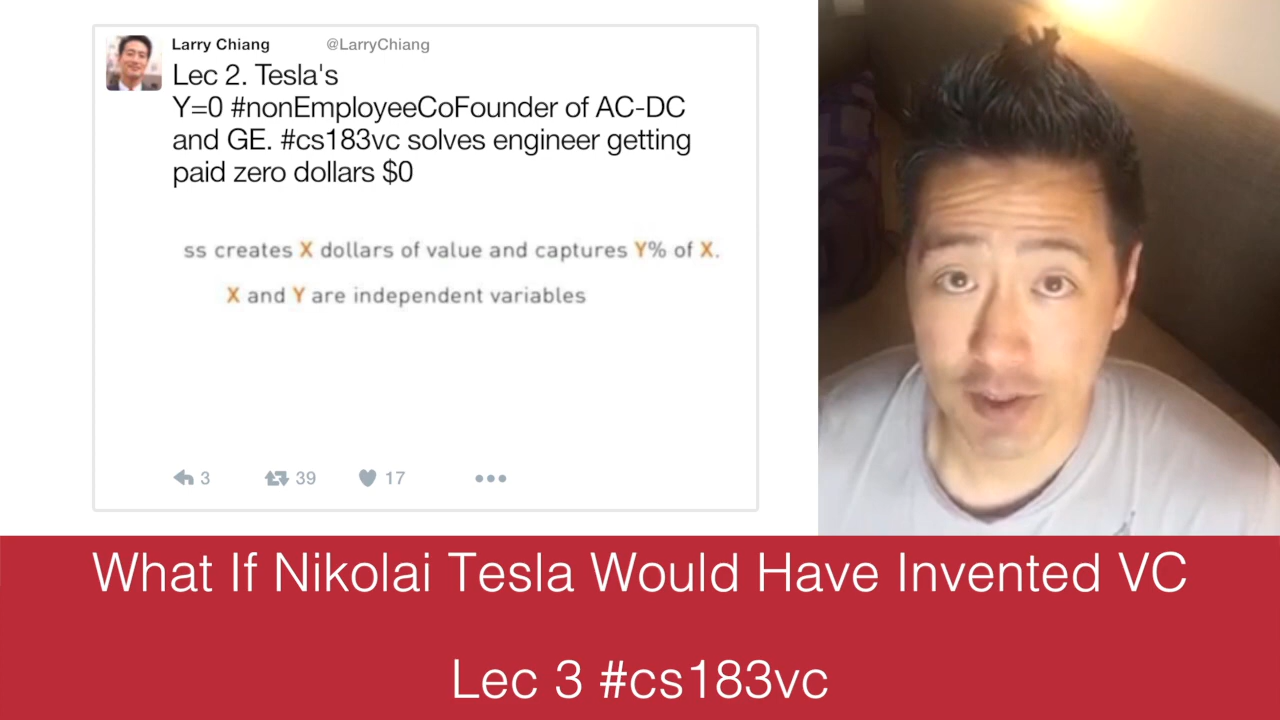 Larry Chiang @LarryChiang
Lec 2. Tesla's
Y=0 #nonEmployeeCoFounder of AC-DC
and GE. #cs183vc solves engineer getting
paid zero dollars $0
ss creates X dollars of value and captures Y% of X.
X and Y are independent variables
3 39 17
What If Nikolai Tesla Would Have Invented VC
Lec 3 #cs183vc